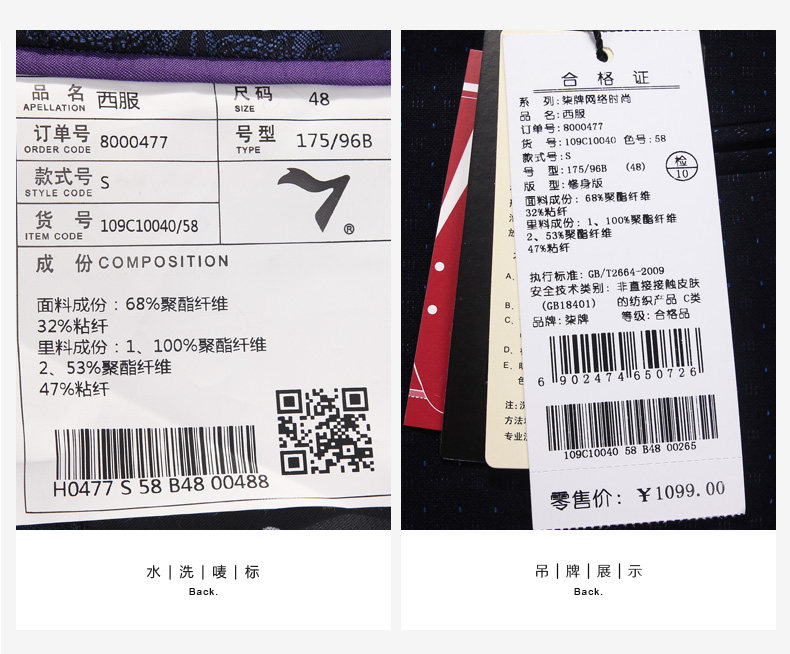 品 名 西服
APELLATION
尺 码 48
SIZE
订单号 8000477
ORDER CODE
号 型 175/96B
TYPE
款式号 S
STYLE CODE
货 号 109C10040/58
ITEM CODE
®
成 份 COMPOSITION
面料成份：68%聚酯纤维
32%粘纤
里料成份：1、100%聚酯纤维
2、53%聚酯纤维
47%粘纤
H0477 S 58 B48 00488
水|洗|唛|标
Back.
合格证
系 列:柒牌网络时尚
品 名:西服
订单号:8000477
货 号:109C10040 色号:58
款式号:S
号 型:175/96B (48)
版 型:修身版
检
10
面料成份：68%聚酯纤维
32%粘纤
里料成份：1、100%聚酯纤维
2、53%聚酯纤维
47%粘纤
执行标准：GB/T2664-2009
安全技术类别：非直接接触皮肤
（GB18401） 的纺织产品 C类
品牌：柒牌 等级：合格品
6 902474 650726
109C10040 58 B48 00265
零售价：￥1099.00
A、
B、
C、
D、
E、
注：
方法
专业
吊|牌|展|示
Back.